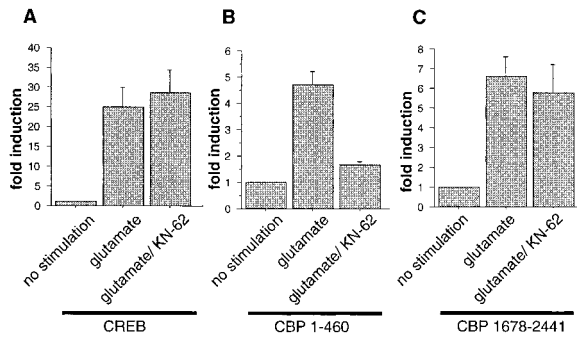 A
B
C
fold induction
40
35
30
25
20
15
10
5
0
no stimulation
glutamate
glutamate/ KN-62
CREB
fold induction
6
5
4
3
2
1
0
no stimulation
glutamate
glutamate/ KN-62
CBP 1-460
fold induction
8
7
6
5
4
3
2
1
0
no stimulation
glutamate
glutamate/ KN-62
CBP 1678-2441